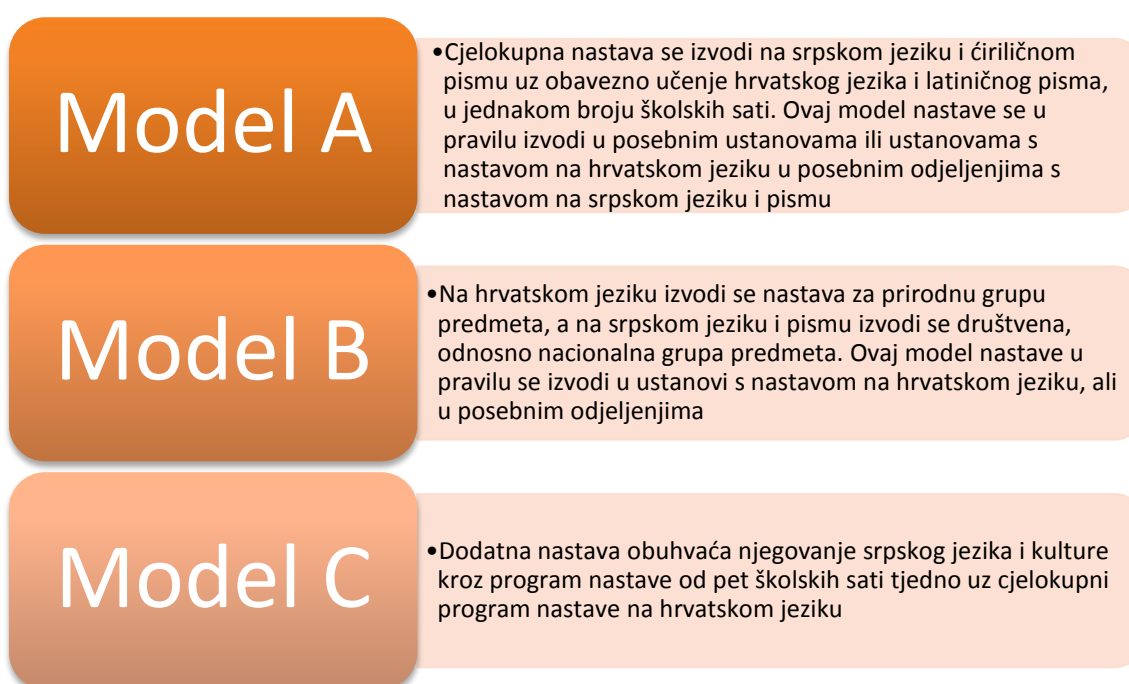 Model A
•Cjelokupna nastava se izvodi na srpskom jeziku i ćiriličnom
pismu uz obavezno učenje hrvatskog jezika i latiničnog pisma,
u jednakom broju školskih sati. Ovaj model nastave se u
pravilu izvodi u posebnim ustanovama ili ustanovama s
nastavom na hrvatskom jeziku u posebnim odjeljenjima s
nastavom na srpskom jeziku i pismu
Model B
•Na hrvatskom jeziku izvodi se nastava za prirodnu grupu
predmeta, a na srpskom jeziku i pismu izvodi se društvena,
odnosno nacionalna grupa predmeta. Ovaj model nastave u
pravilu se izvodi u ustanovi s nastavom na hrvatskom jeziku, ali
u posebnim odjeljenjima
Model C
•Dodatna nastava obuhvaća njegovanje srpskog jezika i kulture
kroz program nastave od pet školskih sati tjedno uz cjelokupni
program nastave na hrvatskom jeziku